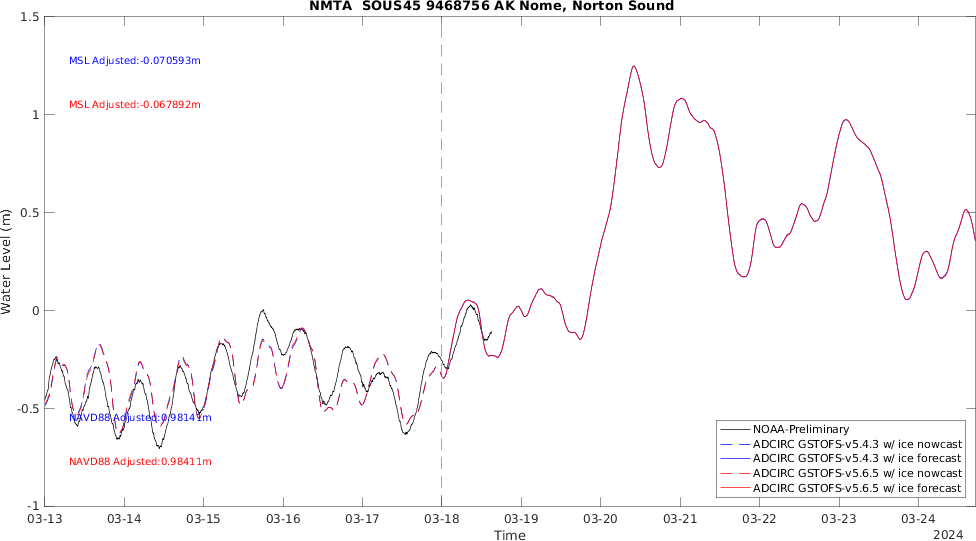 NMTA SOUS45 9468756 AK Nome, Norton Sound
1.5
MSL Adjusted:-0.070593m
MSL Adjusted:-0.067892m
1
0.5
Water Level (m)
0
-0.5
NAVD88 Adjusted:0.98141m
NAVD88 Adjusted:0.98411m
-1
NOAA-Preliminary
ADCIRC GSTOFS-v5.4.3 w/ ice nowcast
ADCIRC GSTOFS-v5.4.3 w/ ice forecast
ADCIRC GSTOFS-v5.6.5 w/ ice nowcast
ADCIRC GSTOFS-v5.6.5 w/ ice forecast
03-13 03-14 03-15 03-16 03-17 03-18 03-19 03-20 03-21 03-22 03-23 03-24
Time
2024